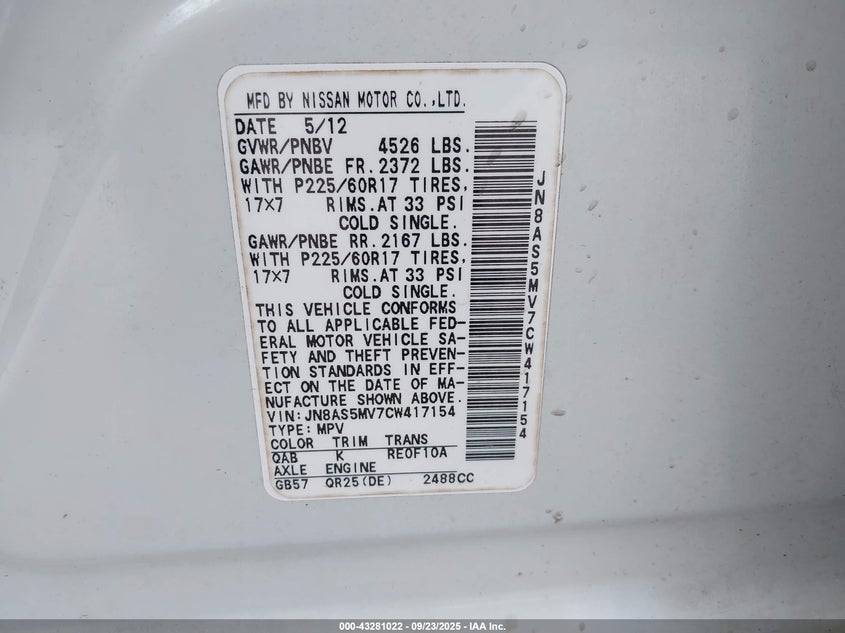 MFD BY NISSAN MOTOR CO.,LTD.
DATE 5/12
GVWR/PNBV 4526 LBS.
GAWR/PNBE FR. 2372 LBS.
WITH P225/60R17 TIRES,
17×7 RIMS.AT 33 PSI
COLD SINGLE.
GAWR/PNBE RR. 2167 LBS.
WITH P225/60R17 TIRES,
17×7 RIMS.AT 33 PSI
COLD SINGLE.
THIS VEHICLE CONFORMS
TO ALL APPLICABLE FED-
ERAL MOTOR VEHICLE SA-
FETY AND THEFT PREVEN-
TION STANDARDS IN EFF-
ECT ON THE DATE OF MA-
NUFACTURE SHOWN ABOVE.
VIN: JN8AS5MV7CW417154
TYPE: MPV
COLOR TRIM TRANS
QAB K RE0F10A
AXLE ENGINE
GB57 QR25(DE) 2488CC
JN8AS5MV7CW417154
000-43281022 - 09/23/2025 - IAA Inc.